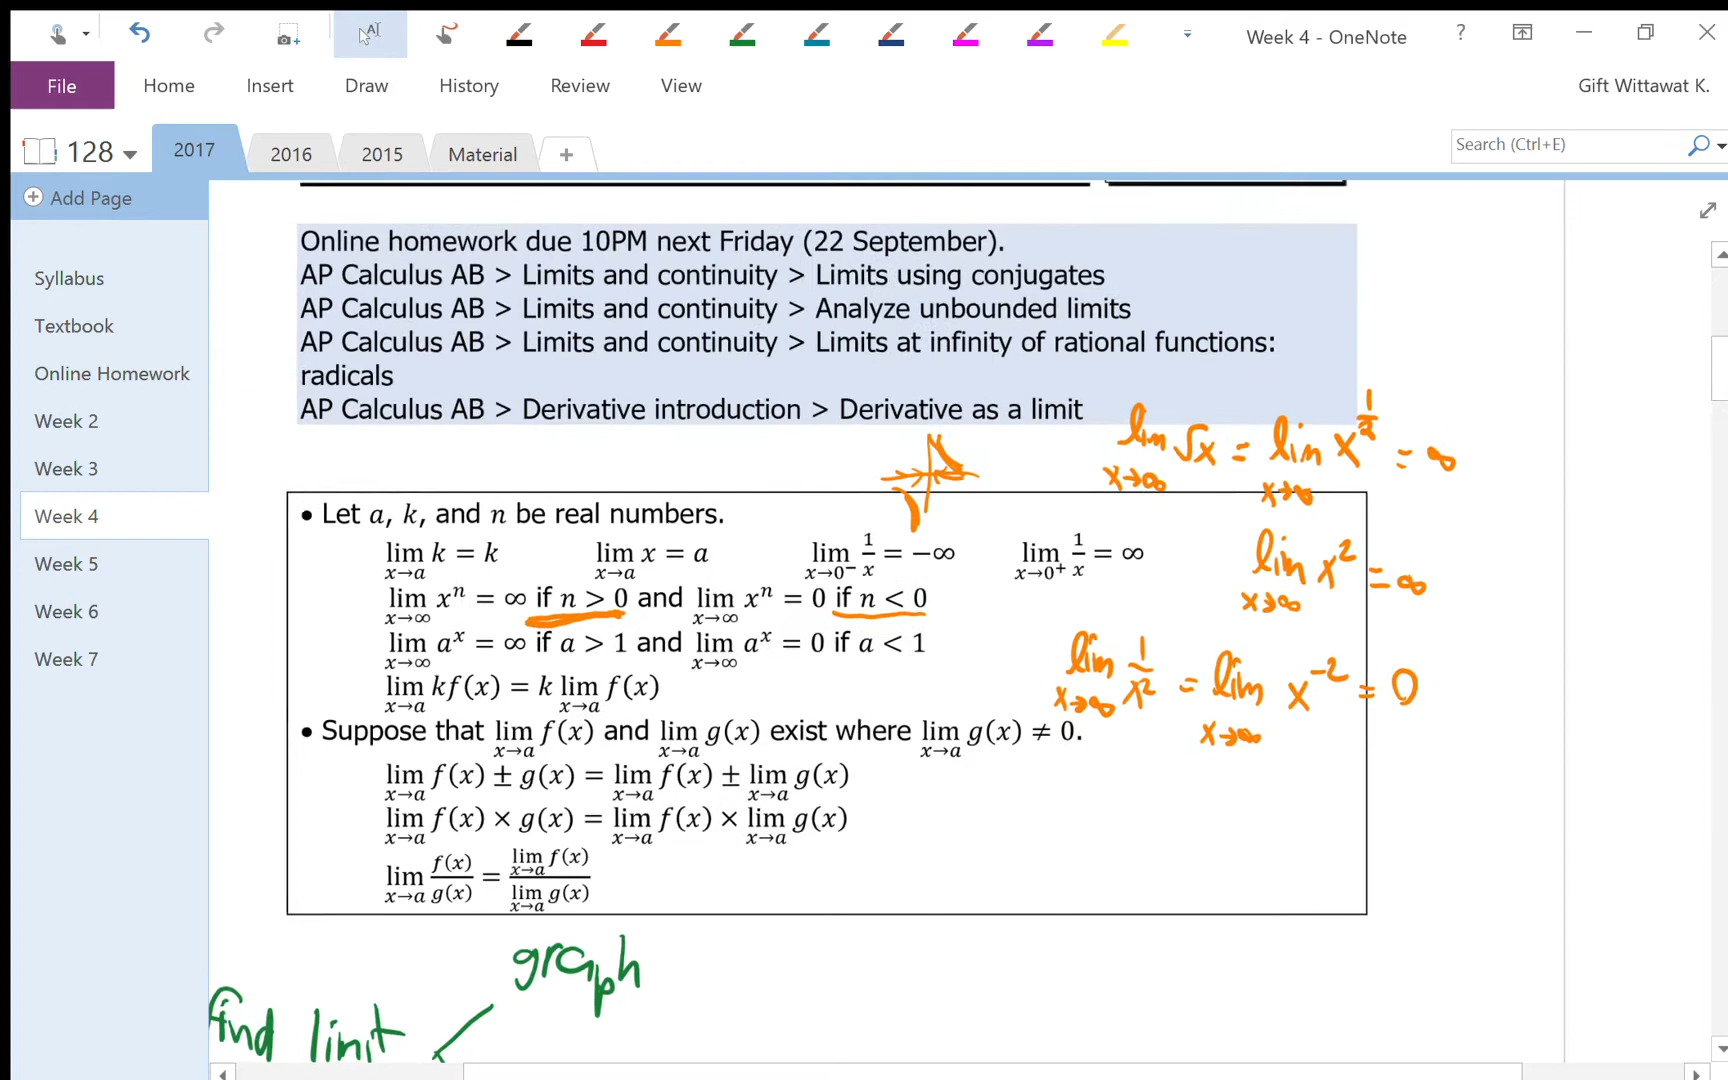 Week 4 - OneNote
?
File
Home
Insert
Draw
History
Review
View
Gift Wittawat K.
128
2017
2016
2015
Material
+
Search (Ctrl+E)
Add Page
Syllabus
Textbook
Online Homework
Week 2
Week 3
Week 4
Week 5
Week 6
Week 7
Online homework due 10PM next Friday (22 September).
AP Calculus AB > Limits and continuity > Limits using conjugates
AP Calculus AB > Limits and continuity > Analyze unbounded limits
AP Calculus AB > Limits and continuity > Limits at infinity of rational functions:
radicals
AP Calculus AB > Derivative introduction > Derivative as a limit
lim x→∞ √x = lim x→∞ x^(1/2) = ∞
• Let a, k, and n be real numbers.
lim x→a k = k lim x→a x = a lim x→0⁻ 1/x = −∞ lim x→0⁺ 1/x = ∞
lim x→∞ x² = ∞
lim x→∞ xⁿ = ∞ if n > 0 and lim x→∞ xⁿ = 0 if n < 0
lim x→∞ aˣ = ∞ if a > 1 and lim x→∞ aˣ = 0 if a < 1
lim x→∞ 1/x² = lim x→∞ x⁻² = 0
lim x→a kf(x) = k lim x→a f(x)
• Suppose that lim x→a f(x) and lim x→a g(x) exist where lim x→a g(x) ≠ 0.
lim x→a f(x) ± g(x) = lim x→a f(x) ± lim x→a g(x)
lim x→a f(x) × g(x) = lim x→a f(x) × lim x→a g(x)
lim x→a f(x)/g(x) = lim x→a f(x) / lim x→a g(x)
graph
find limit